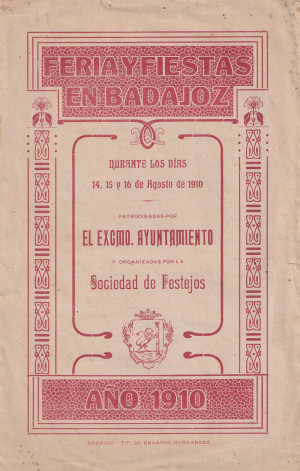 FERIA Y FIESTAS
EN BADAJOZ
DURANTE LOS DÍAS
14, 15 y 16 de Agosto de 1910
PATROCINADAS POR
EL EXCMO. AYUNTAMIENTO
Y ORGANIZADAS POR LA
Sociedad de Festejos
AÑO 1910
BADAJOZ - TIP. DE EDUARDO HERNÁNDEZ